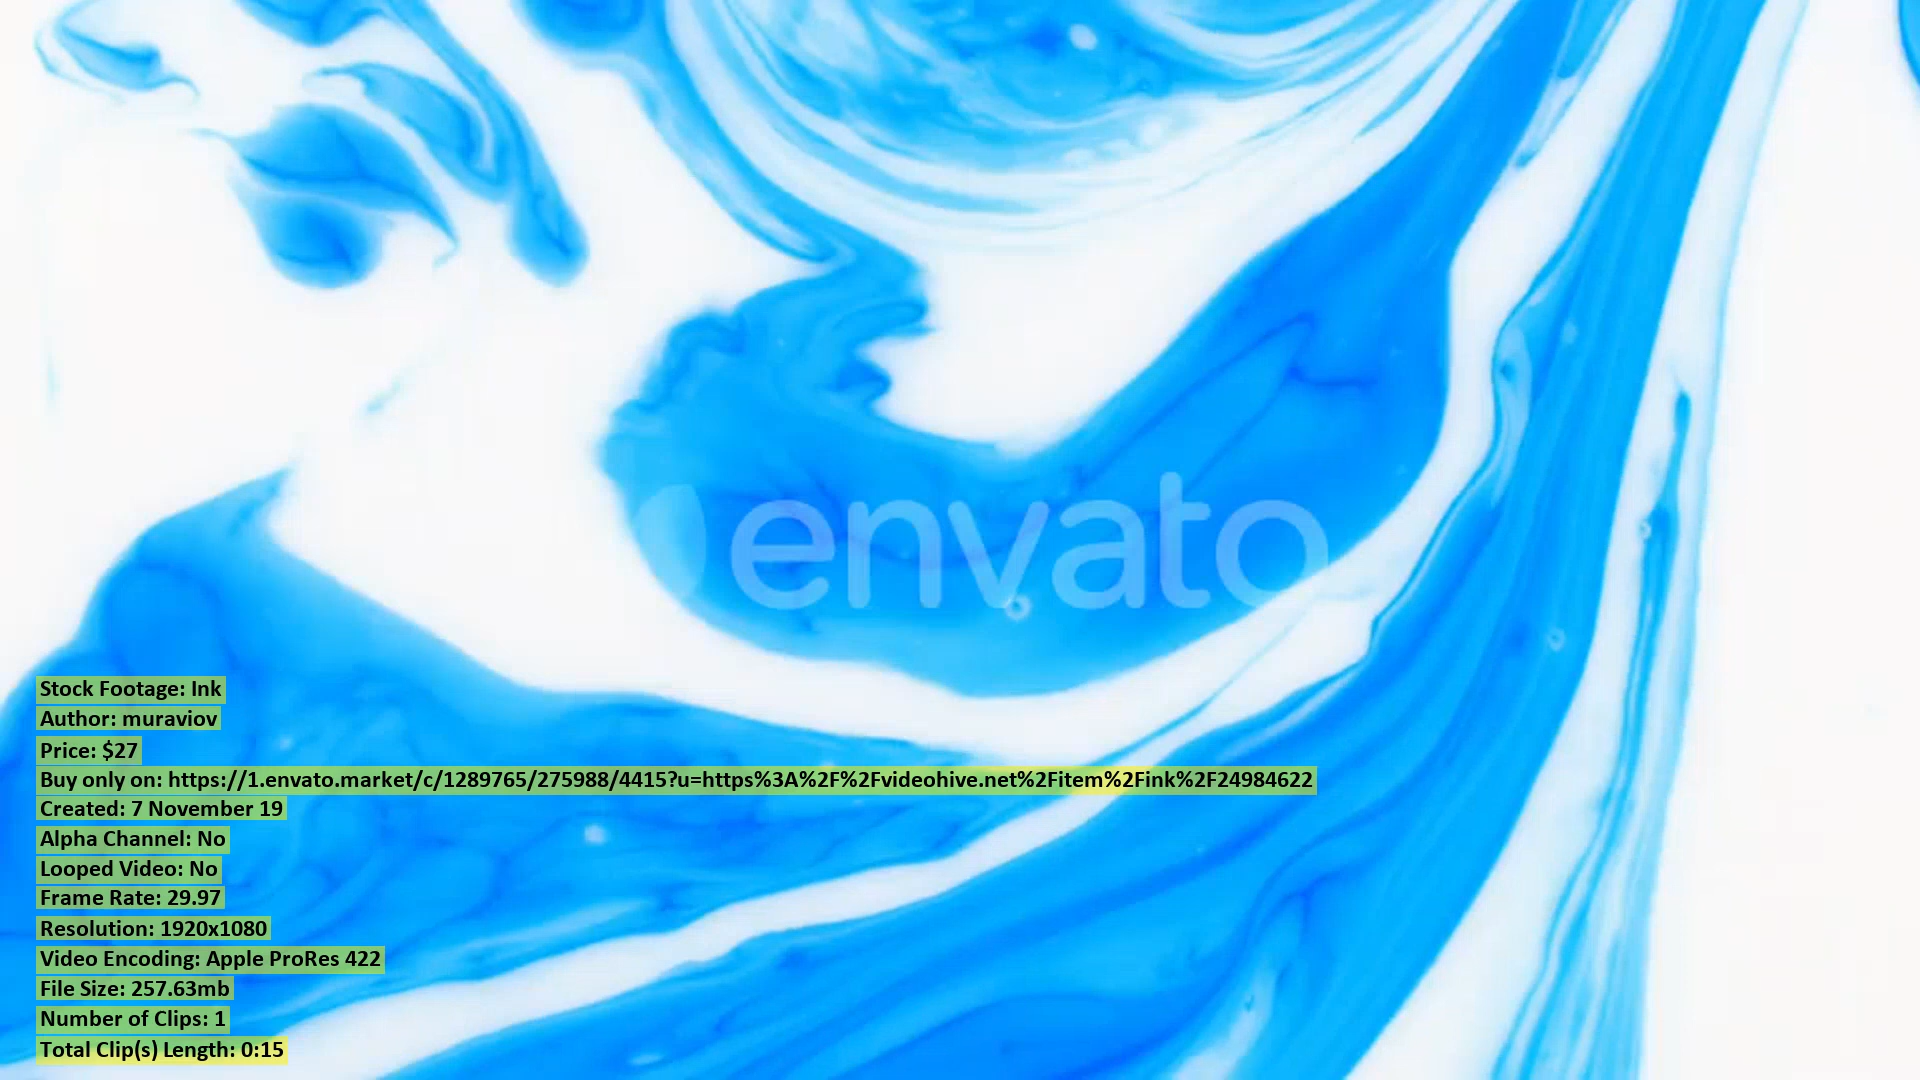 envato
Stock Footage: Ink
Author: muraviov
Price: $27
Buy only on: https://1.envato.market/c/1289765/275988/4415?u=https%3A%2F%2Fvideohive.net%2Fitem%2Fink%2F24984622
Created: 7 November 19
Alpha Channel: No
Looped Video: No
Frame Rate: 29.97
Resolution: 1920x1080
Video Encoding: Apple ProRes 422
File Size: 257.63mb
Number of Clips: 1
Total Clip(s) Length: 0:15